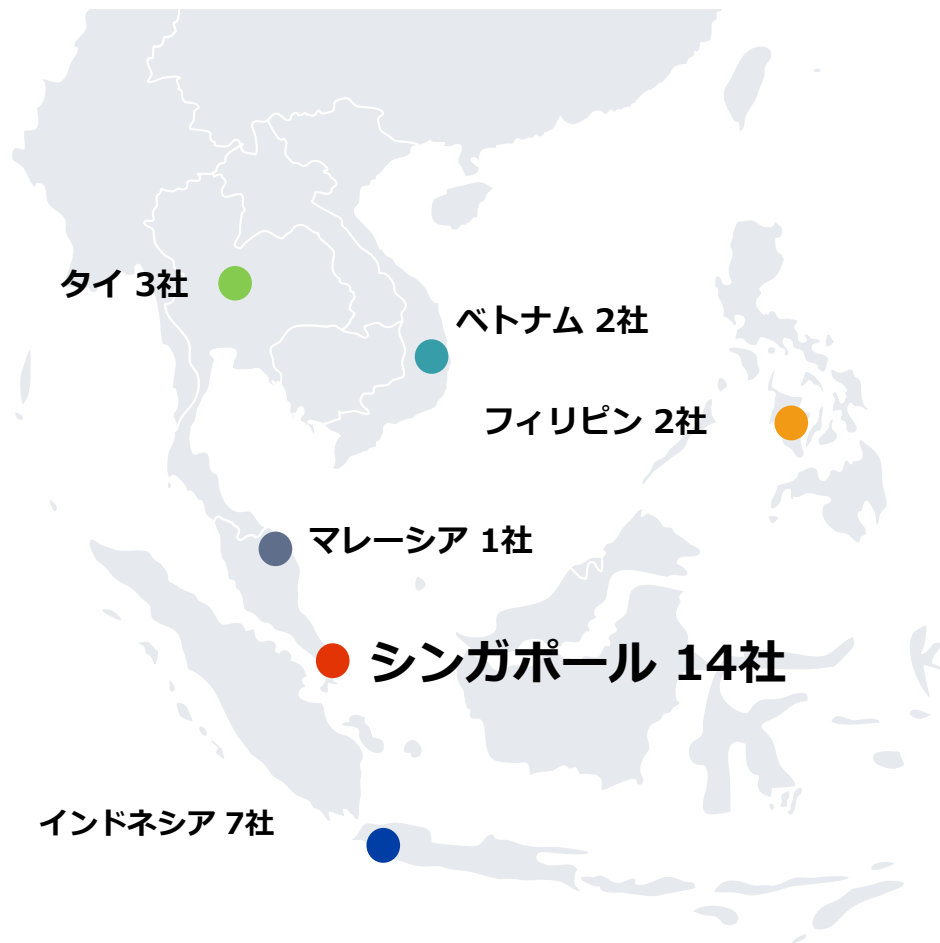 タイ 3社
ベトナム 2社
フィリピン 2社
マレーシア 1社
シンガポール 14社
インドネシア 7社